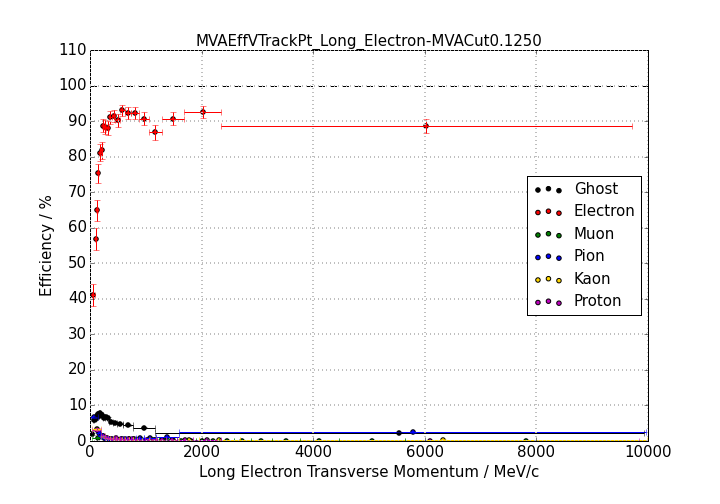 MVAEffVTrackPt_Long_Electron-MVACut0.1250
110
100
90
80
70
60
50
40
30
20
10
0
Efficiency / %
Ghost
Electron
Muon
Pion
Kaon
Proton
0 2000 4000 6000 8000 10000
Long Electron Transverse Momentum / MeV/c